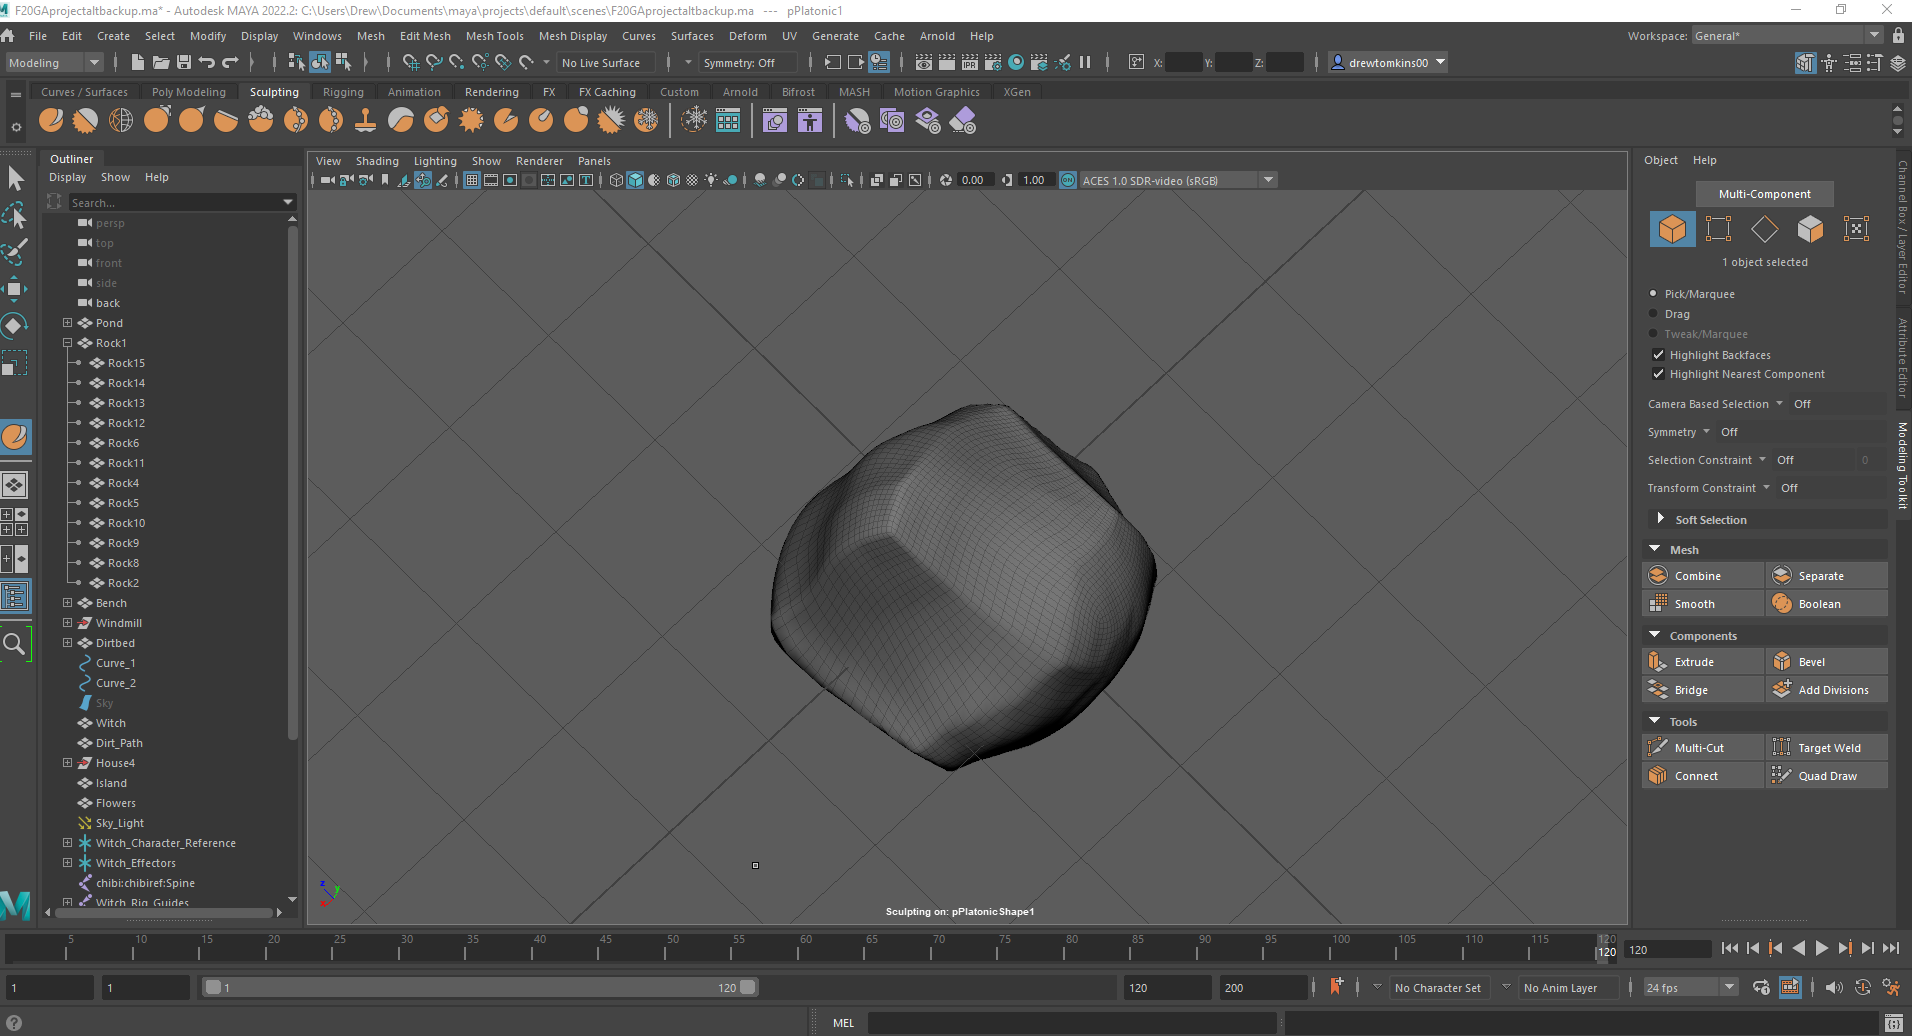 F20GAprojectaltbackup.ma* - Autodesk MAYA 2022.2: C:\Users\Drew\Documents\maya\projects\default\scenes\F20GAprojectaltbackup.ma --- pPlatonic1
File Edit Create Select Modify Display Windows Mesh Edit Mesh Mesh Tools Mesh Display Curves Surfaces Deform UV Generate Cache Arnold Help
Workspace: General*
Modeling No Live Surface Symmetry: Off IPR X: Y: Z: drewtomkins00
Curves / Surfaces Poly Modeling Sculpting Rigging Animation Rendering FX FX Caching Custom Arnold Bifrost MASH Motion Graphics XGen
Outliner
Display Show Help
Search...
persp
top
front
side
back
Pond
Rock1
Rock15
Rock14
Rock13
Rock12
Rock6
Rock11
Rock4
Rock5
Rock10
Rock9
Rock8
Rock2
Bench
Windmill
Dirtbed
Curve_1
Curve_2
Sky
Witch
Dirt_Path
House4
Island
Flowers
Sky_Light
Witch_Character_Reference
Witch_Effectors
chibi:chibiref:Spine
Witch_Rig_Guides
View Shading Lighting Show Renderer Panels
0.00 1.00 ON ACES 1.0 SDR-video (sRGB)
z y x
Sculpting on: pPlatonicShape1
Object Help
Multi-Component
1 object selected
Pick/Marquee
Drag
Tweak/Marquee
Highlight Backfaces
Highlight Nearest Component
Camera Based Selection Off
Symmetry Off
Selection Constraint Off 0
Transform Constraint Off
Soft Selection
Mesh
Combine Separate
Smooth Boolean
Components
Extrude Bevel
Bridge Add Divisions
Tools
Multi-Cut Target Weld
Connect Quad Draw
Channel Box / Layer Editor
Attribute Editor
Modeling Toolkit
5 10 15 20 25 30 35 40 45 50 55 60 65 70 75 80 85 90 95 100 105 110 115 120
120 120
1 1 1 120 120 200 No Character Set No Anim Layer 24 fps
MEL